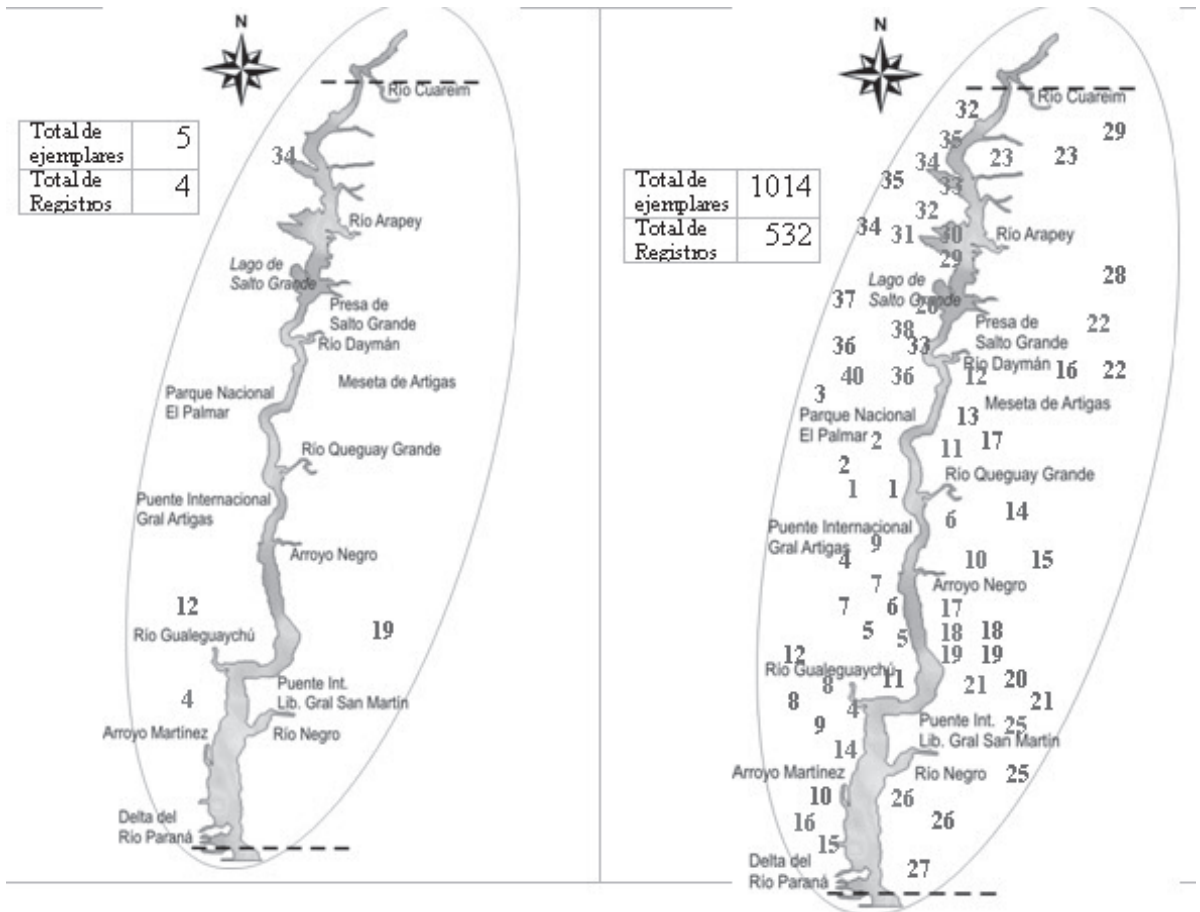 N
Río Cuareim
Total de ejemplares 5
Total de Registros 4
34
Río Arapey
Lago de
Salto Grande
Presa de
Salto Grande
Río Daymán
Meseta de Artigas
Parque Nacional
El Palmar
Río Queguay Grande
Puente Internacional
Gral Artigas
Arroyo Negro
12
Río Gualeguaychú
19
Puente Int.
Lib. Gral San Martín
4
Arroyo Martínez
Río Negro
Delta del
Río Paraná
N
Río Cuareim
32
29
35
23 23
34
Total de ejemplares 1014
Total de Registros 532
35 33
32
34 31 30 Río Arapey
29
28
Lago de
37 Salto Grande
Presa de
22
38
Salto Grande
36 33
Río Daymán
40 36 12 16 22
3
13 Meseta de Artigas
Parque Nacional
El Palmar 2 11 17
2
Río Queguay Grande
1 1
6 14
Puente Internacional
Gral Artigas 9
4 10 15
7 Arroyo Negro
7 6 17
5 5 18 18
12 19 19
Río Gualeguaychú
8 11 21 20
8 4 21
9 Puente Int. 25
Lib. Gral San Martín
14
Arroyo Martínez Río Negro 25
10 26
16 26
15
Delta del 27
Río Paraná